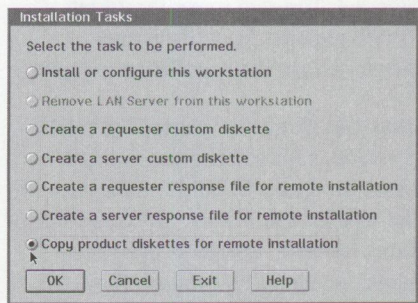 Installation Tasks
Select the task to be performed.
Install or configure this workstation
Remove LAN Server from this workstation
Create a requester custom diskette
Create a server custom diskette
Create a requester response file for remote installation
Create a server response file for remote installation
Copy product diskettes for remote installation
OK Cancel Exit Help